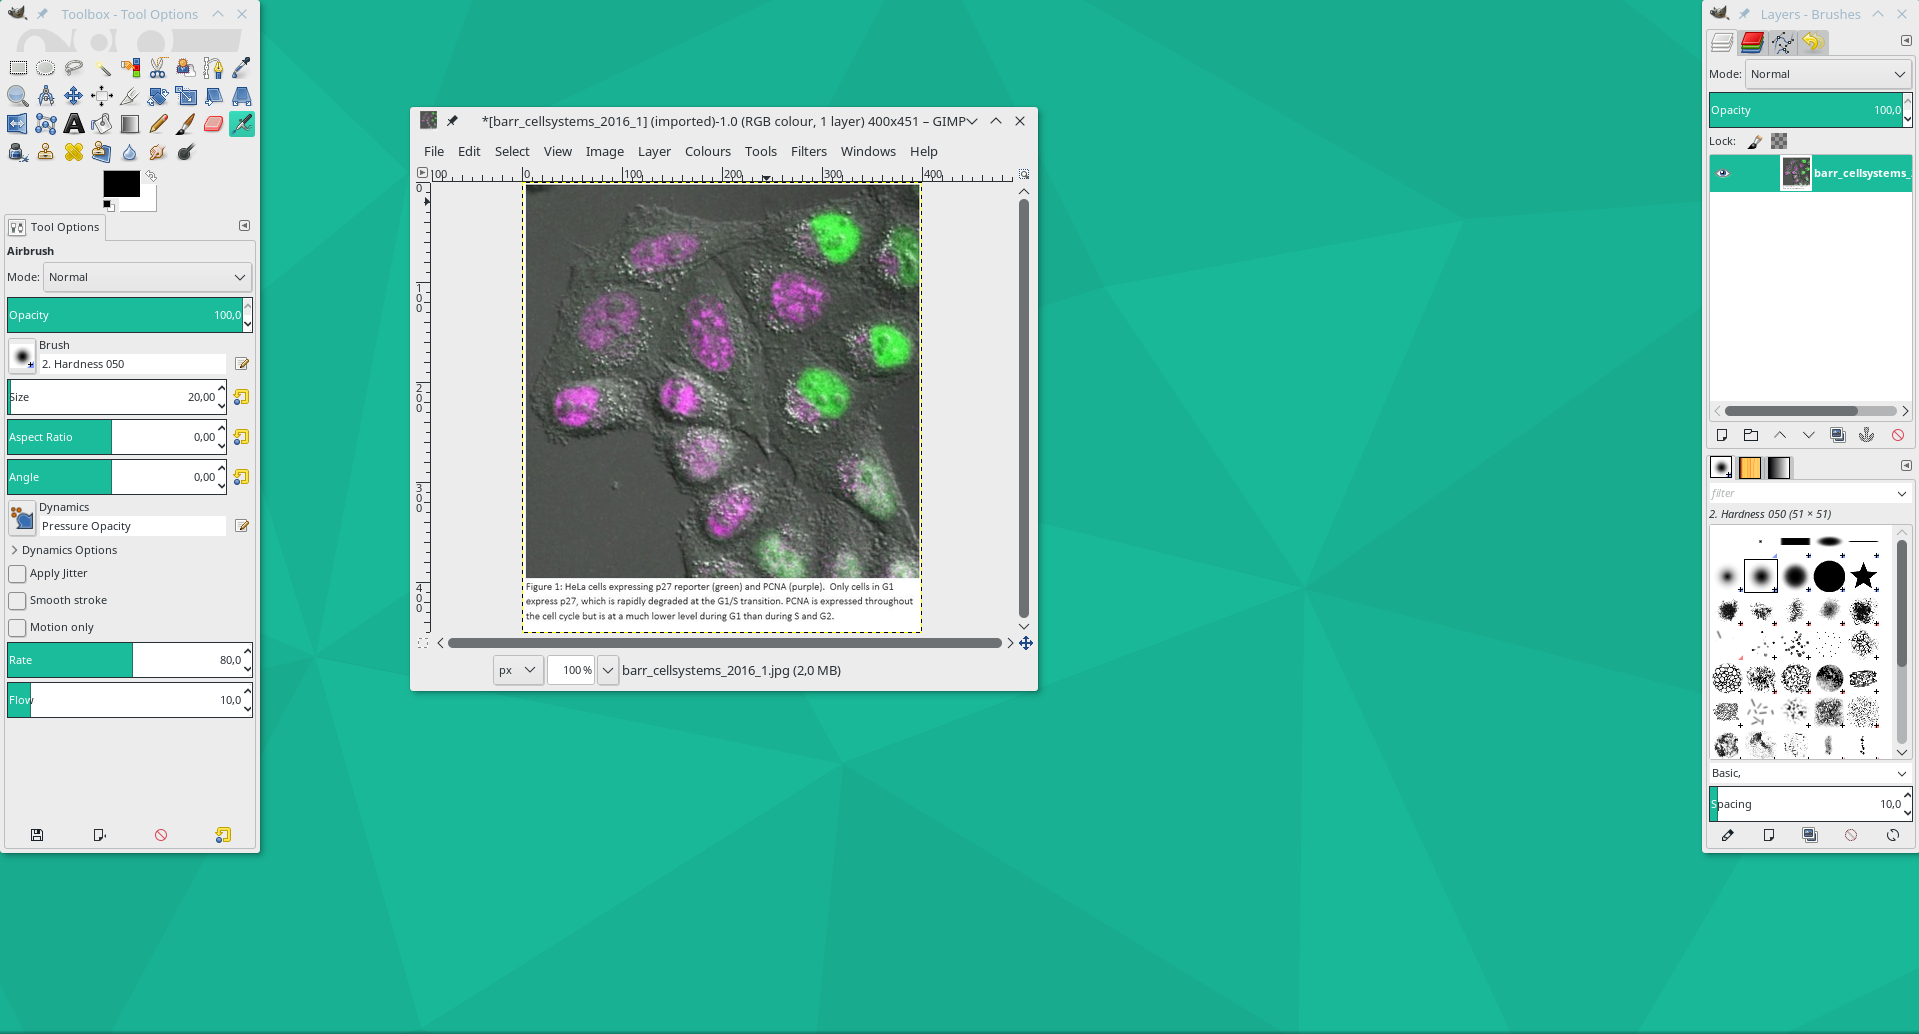 Toolbox - Tool Options
Tool Options
Airbrush
Mode: Normal
Opacity 100,0
Brush
2. Hardness 050
Size 20,00
Aspect Ratio 0,00
Angle 0,00
Dynamics
Pressure Opacity
Dynamics Options
Apply Jitter
Smooth stroke
Motion only
Rate 80,0
Flow 10,0
*[barr_cellsystems_2016_1] (imported)-1.0 (RGB colour, 1 layer) 400x451 – GIMP
File Edit Select View Image Layer Colours Tools Filters Windows Help
100 0 100 200 300 400
0
100
200
300
400
Figure 1: HeLa cells expressing p27 reporter (green) and PCNA (purple). Only cells in G1
express p27, which is rapidly degraded at the G1/S transition. PCNA is expressed throughout
the cell cycle but is at a much lower level during G1 than during S and G2.
px 100 % barr_cellsystems_2016_1.jpg (2,0 MB)
Layers - Brushes
Mode: Normal
Opacity 100,0
Lock:
barr_cellsystems_
filter
2. Hardness 050 (51 × 51)
Basic,
Spacing 10,0